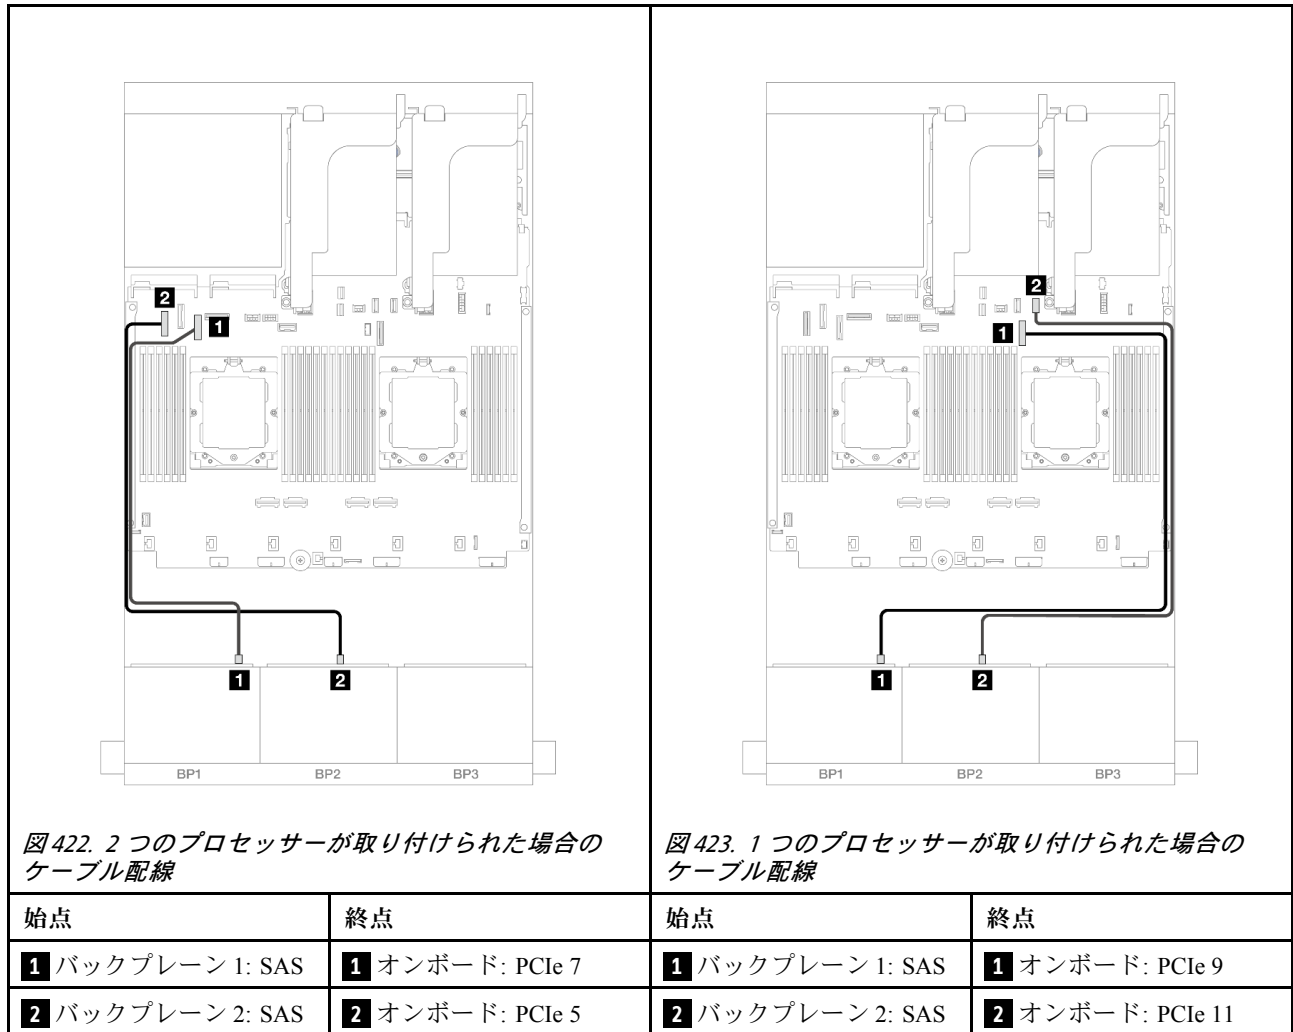 2
1
1
2
BP1
BP2
BP3
図 422. 2 つのプロセッサーが取り付けられた場合の
ケーブル配線
2
1
1
2
BP1
BP2
BP3
図 423. 1 つのプロセッサーが取り付けられた場合の
ケーブル配線
始点 終点 始点 終点
1 バックプレーン 1: SAS 1 オンボード: PCIe 7 1 バックプレーン 1: SAS 1 オンボード: PCIe 9
2 バックプレーン 2: SAS 2 オンボード: PCIe 5 2 バックプレーン 2: SAS 2 オンボード: PCIe 11